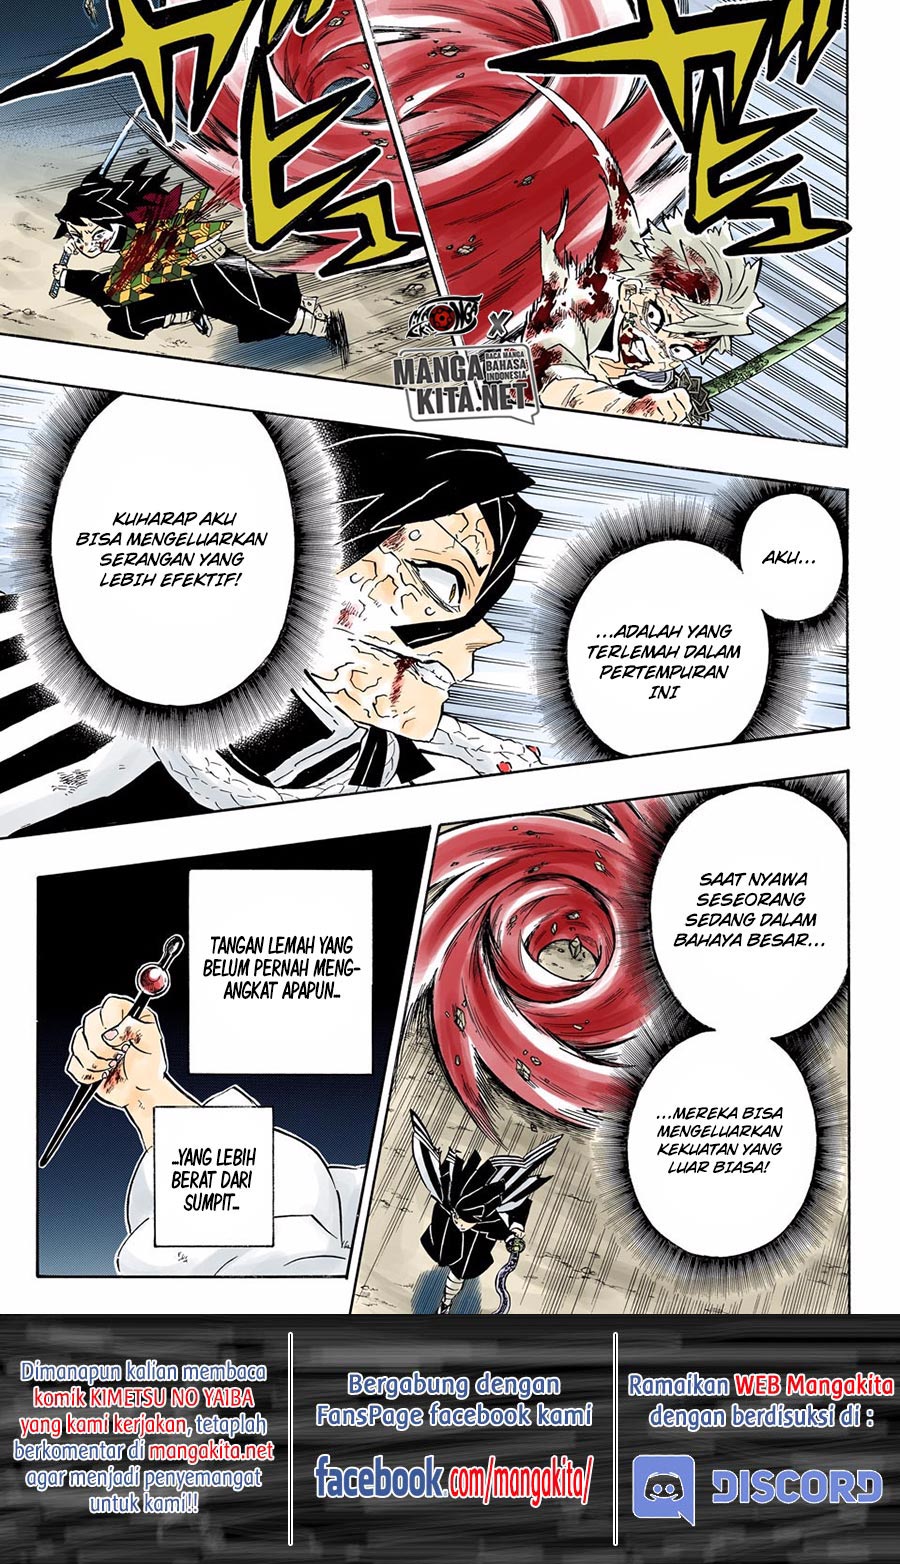 ガガ
ビビ
MANGA
KITA.NET
BACA MANGA
BAHASA
INDONESIA
X
AKU...
...ADALAH YANG
TERLEMAH DALAM
PERTEMPURAN
INI
KUHARAP AKU
BISA MENGELUARKAN
SERANGAN YANG
LEBIH EFEKTIF!
SAAT NYAWA
SESEORANG
SEDANG DALAM
BAHAYA BESAR...
...MEREKA BISA
MENGELUARKAN
KEKUATAN YANG
LUAR BIASA!
TANGAN LEMAH YANG
BELUM PERNAH MENG-
ANGKAT APAPUN...
...YANG LEBIH
BERAT DARI
SUMPIT...
Dimanapun kalian membaca
komik KIMETSU NO YAIBA
yang kami kerjakan, tetaplah
berkomentar di mangakita.net
agar menjadi penyemangat
untuk kami!!
Bergabung dengan
FansPage facebook kami
facebook.com/mangakita/
Ramaikan WEB Mangakita
dengan berdisuksi di :
DISCORD